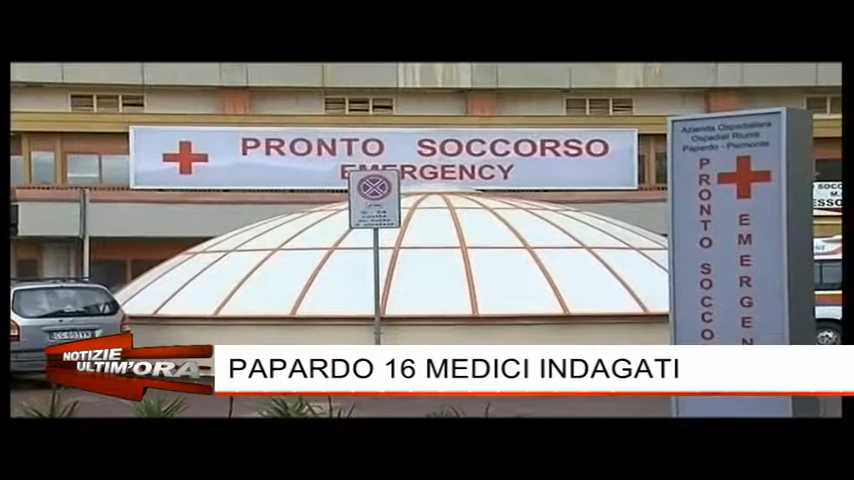 PRONTO SOCCORSO
EMERGENCY
Azienda Ospedaliera
Ospedali Riuniti
Papardo - Piemonte
PRONTO SOCCO
EMERGEN
NOTIZIE
ULTIM'ORA
PAPARDO 16 MEDICI INDAGATI